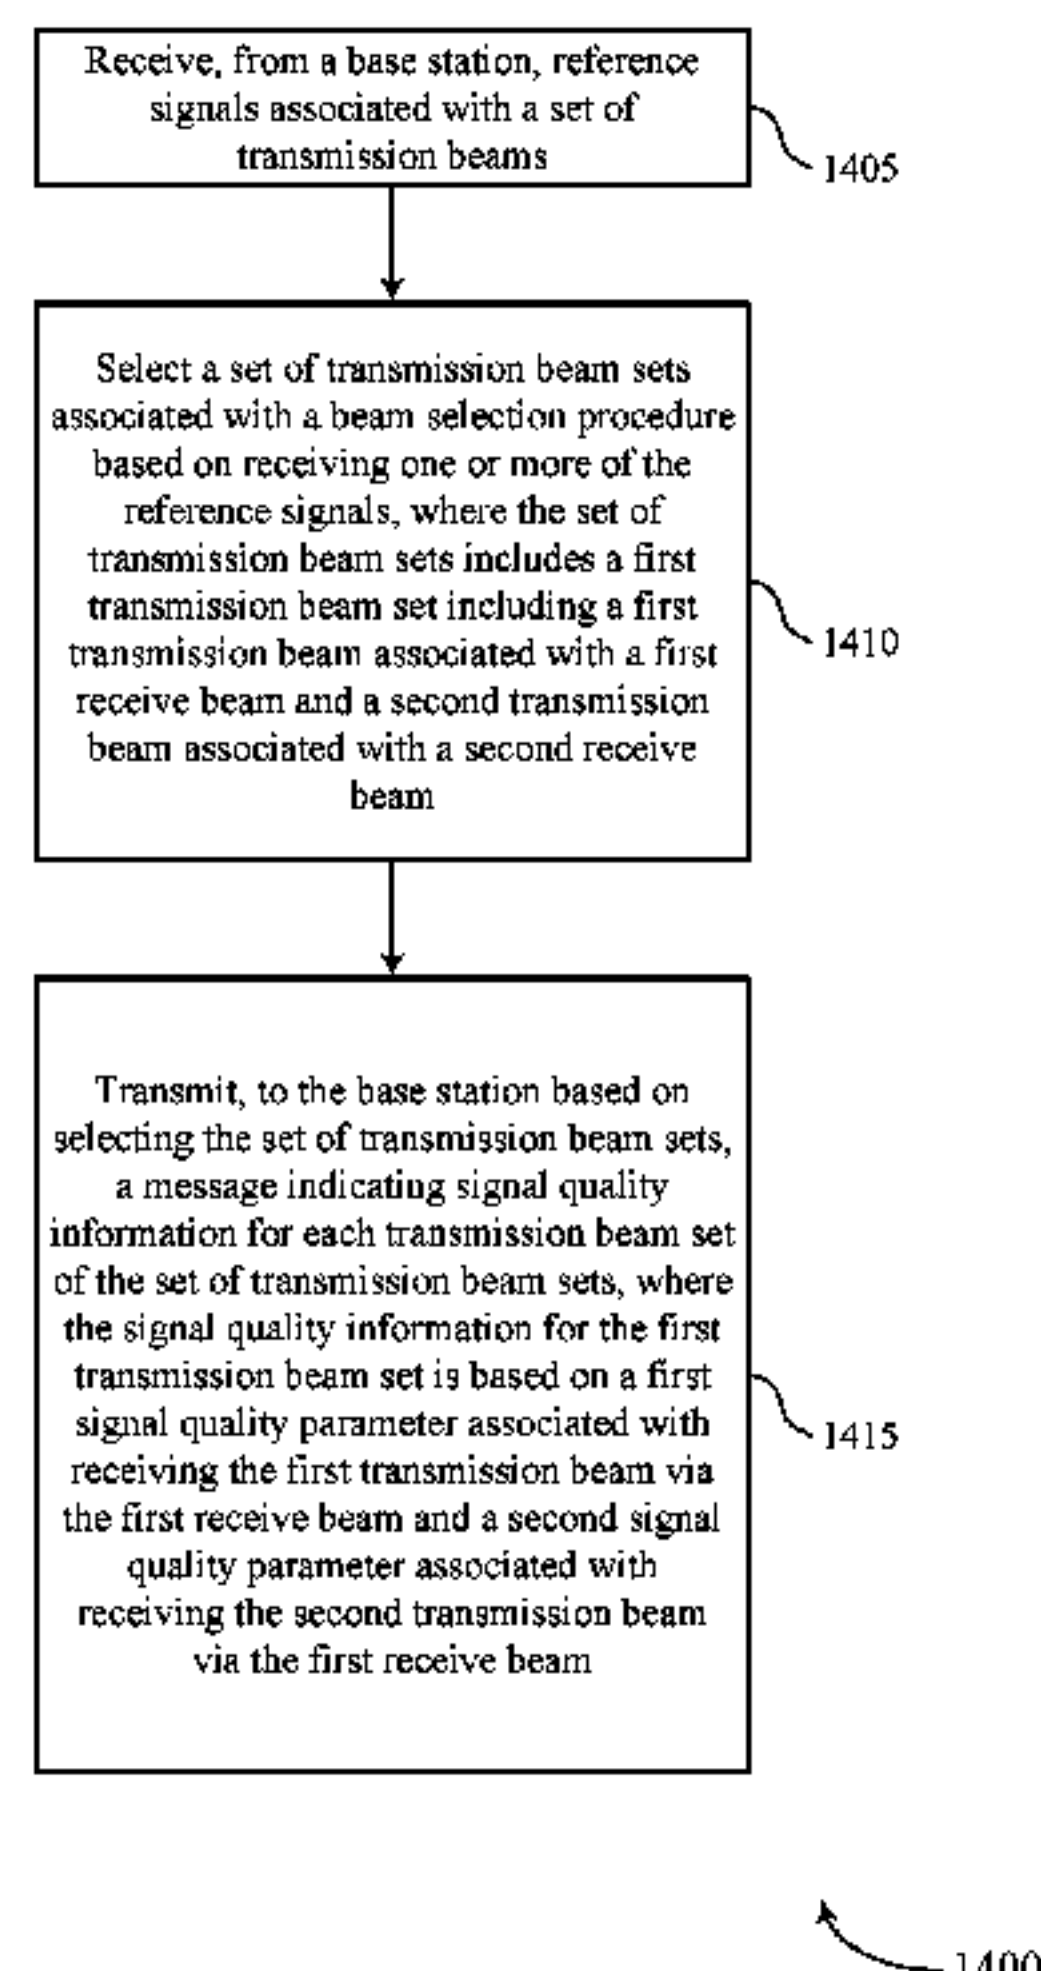 Receive, from a base station, reference
signals associated with a set of
transmission beams
1405
Select a set of transmission beam sets
associated with a beam selection procedure
based on receiving one or more of the
reference signals, where the set of
transmission beam sets includes a first
transmission beam set including a first
transmission beam associated with a first
receive beam and a second transmission
beam associated with a second receive
beam
1410
Transmit, to the base station based on
selecting the set of transmission beam sets,
a message indicating signal quality
information for each transmission beam set
of the set of transmission beam sets, where
the signal quality information for the first
transmission beam set is based on a first
signal quality parameter associated with
receiving the first transmission beam via
the first receive beam and a second signal
quality parameter associated with
receiving the second transmission beam
via the first receive beam
1415
1400